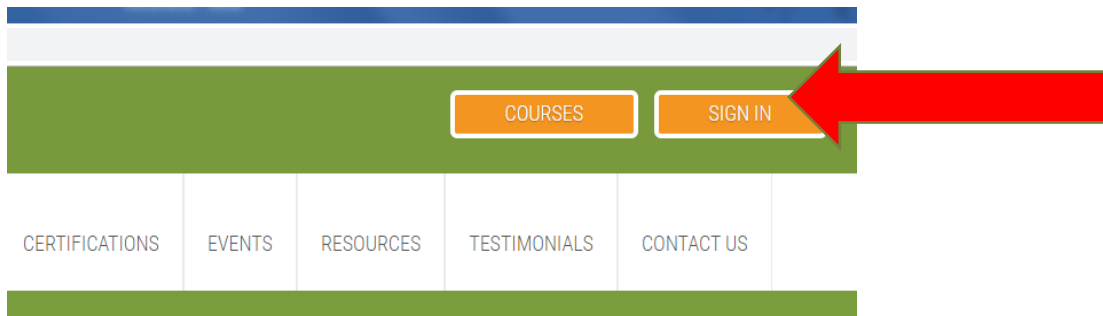 COURSES SIGN IN
CERTIFICATIONS EVENTS RESOURCES TESTIMONIALS CONTACT US